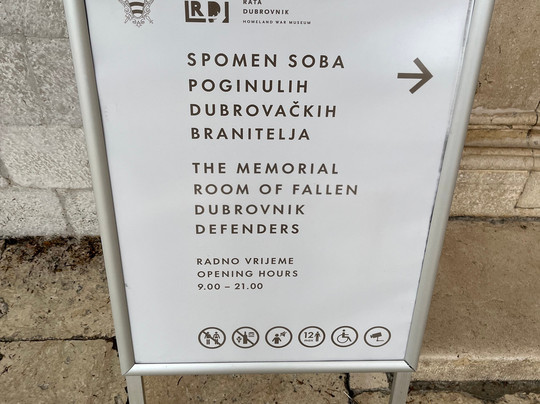 RATA
DUBROVNIK
HOMELAND WAR MUSEUM
SPOMEN SOBA
POGINULIH
DUBROVAČKIH
BRANITELJA
THE MEMORIAL
ROOM OF FALLEN
DUBROVNIK
DEFENDERS
RADNO VRIJEME
OPENING HOURS
9.00 – 21.00
12